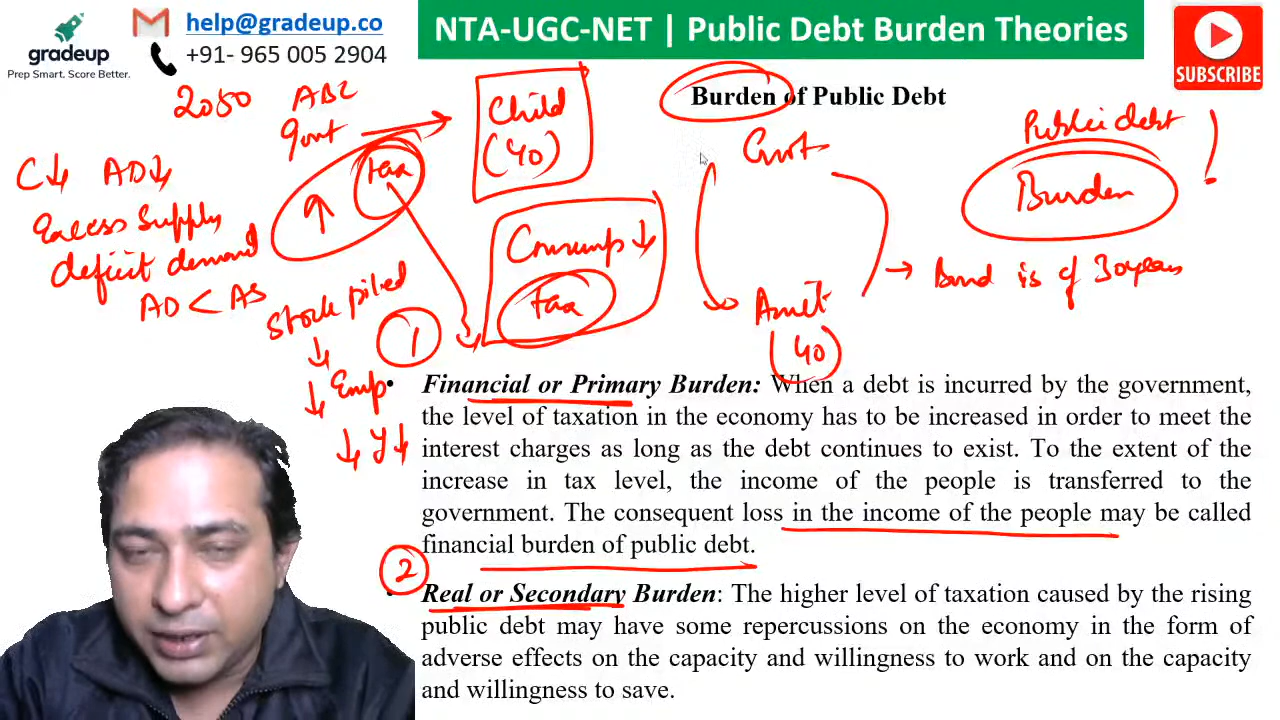 gradeup
Prep Smart, Score Better.
help@gradeup.co
+91- 965 005 2904
NTA-UGC-NET | Public Debt Burden Theories
SUBSCRIBE
Burden of Public Debt
2050 ABC
govt
tax
Child
(40)
C↓ AD↓
Excess Supply
deficit demand
AD < AS
Stock piled
↓
↓ Emp
↓ Y↓
↑
Consump ↓
tax
Govt
Amit
(40)
Public debt !
Burden
→ Bond is of 30 years
1
• Financial or Primary Burden: When a debt is incurred by the government,
the level of taxation in the economy has to be increased in order to meet the
interest charges as long as the debt continues to exist. To the extent of the
increase in tax level, the income of the people is transferred to the
government. The consequent loss in the income of the people may be called
financial burden of public debt.
2
• Real or Secondary Burden: The higher level of taxation caused by the rising
public debt may have some repercussions on the economy in the form of
adverse effects on the capacity and willingness to work and on the capacity
and willingness to save.